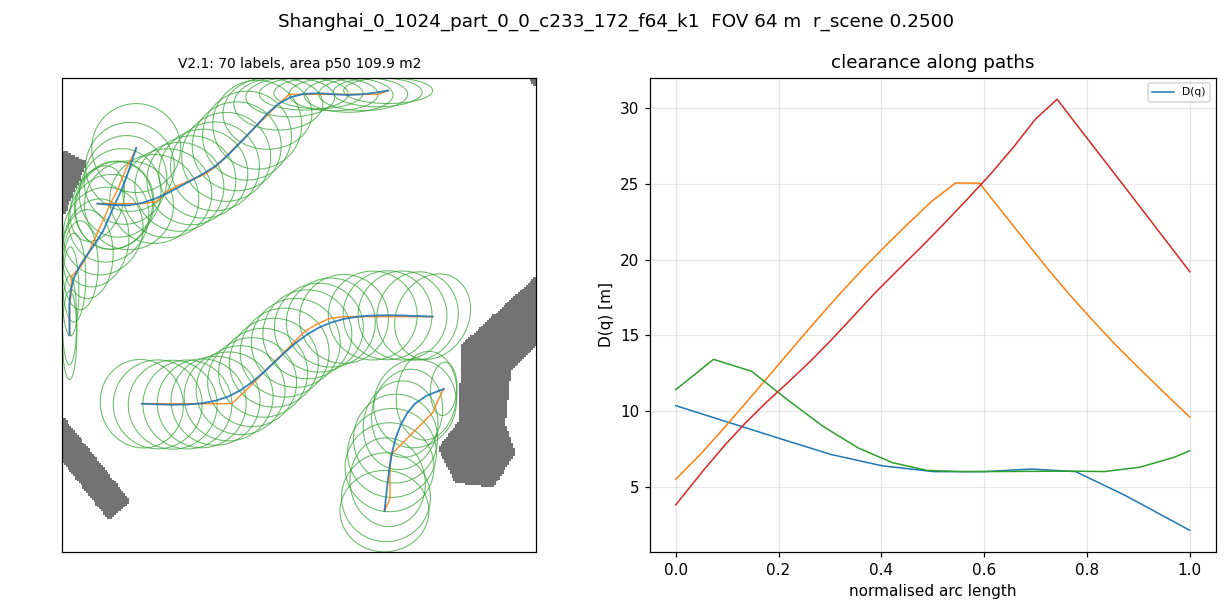 Shanghai_0_1024_part_0_0_c233_172_f64_k1 FOV 64 m r_scene 0.2500
V2.1: 70 labels, area p50 109.9 m2
clearance along paths
D(q)
30
25
20
15
10
5
D(q) [m]
0.0 0.2 0.4 0.6 0.8 1.0
normalised arc length